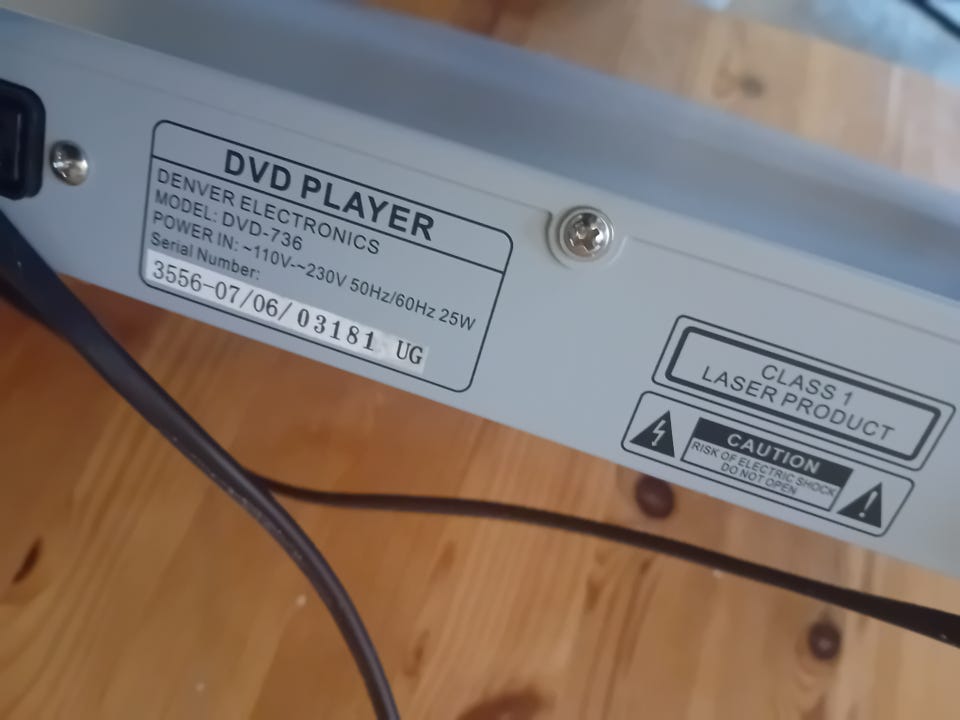 DVD PLAYER
DENVER ELECTRONICS
MODEL: DVD-736
POWER IN: ~110V-~230V 50Hz/60Hz 25W
Serial Number:
3556-07/06/03181 UG
CLASS 1
LASER PRODUCT
CAUTION
RISK OF ELECTRIC SHOCK
DO NOT OPEN